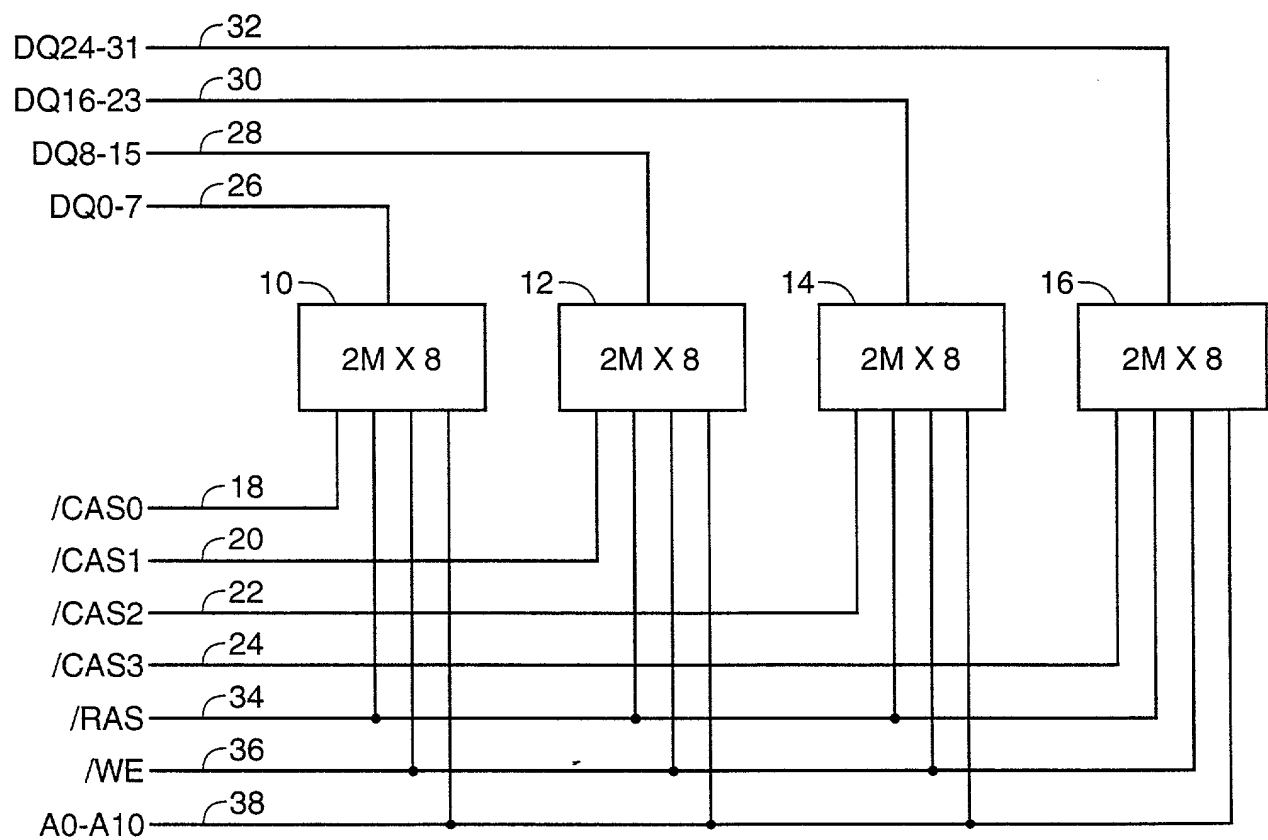 DQ24-31 32
DQ16-23 30
DQ8-15 28
DQ0-7 26
10 12 14 16
2M X 8 2M X 8 2M X 8 2M X 8
/CAS0 18
/CAS1 20
/CAS2 22
/CAS3 24
/RAS 34
/WE 36
A0-A10 38